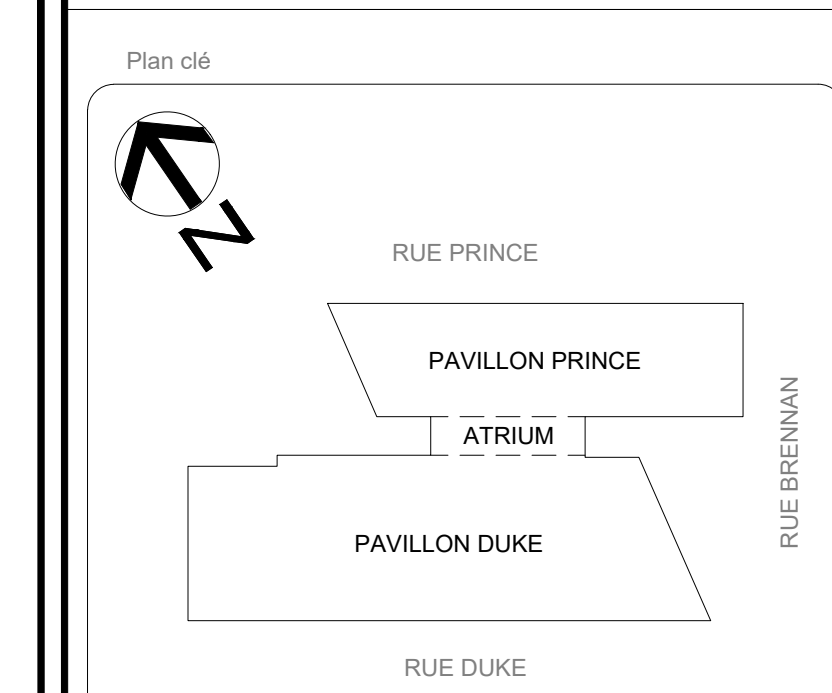 Plan clé
N
RUE PRINCE
PAVILLON PRINCE
ATRIUM
RUE BRENNAN
PAVILLON DUKE
RUE DUKE